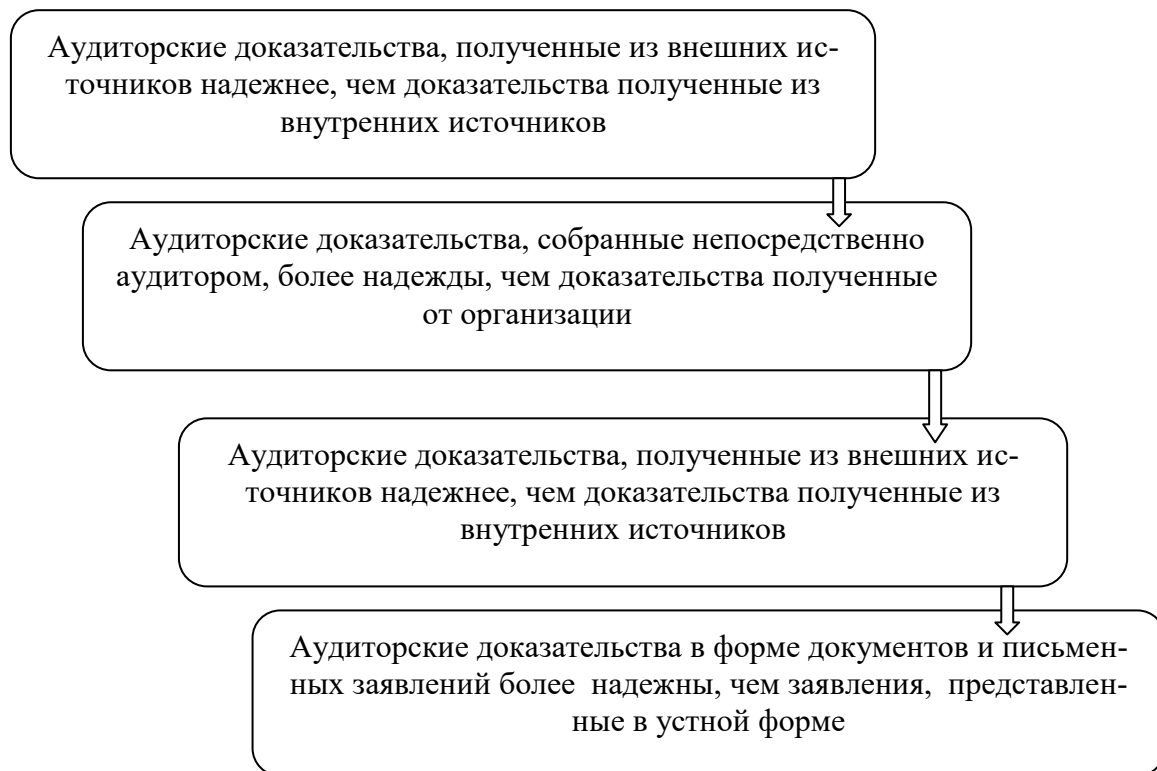 Аудиторские доказательства, полученные из внешних ис-
точников надежнее, чем доказательства полученные из
внутренних источников
Аудиторские доказательства, собранные непосредственно
аудитором, более надежды, чем доказательства полученные
от организации
Аудиторские доказательства, полученные из внешних ис-
точников надежнее, чем доказательства полученные из
внутренних источников
Аудиторские доказательства в форме документов и письмен-
ных заявлений более  надежны, чем заявления,  представлен-
ные в устной форме